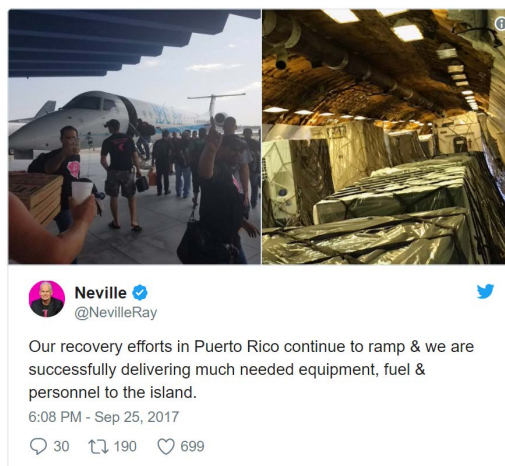 Neville
@NevilleRay
Our recovery efforts in Puerto Rico continue to ramp & we are
successfully delivering much needed equipment, fuel &
personnel to the island.
6:08 PM - Sep 25, 2017
30 190 699